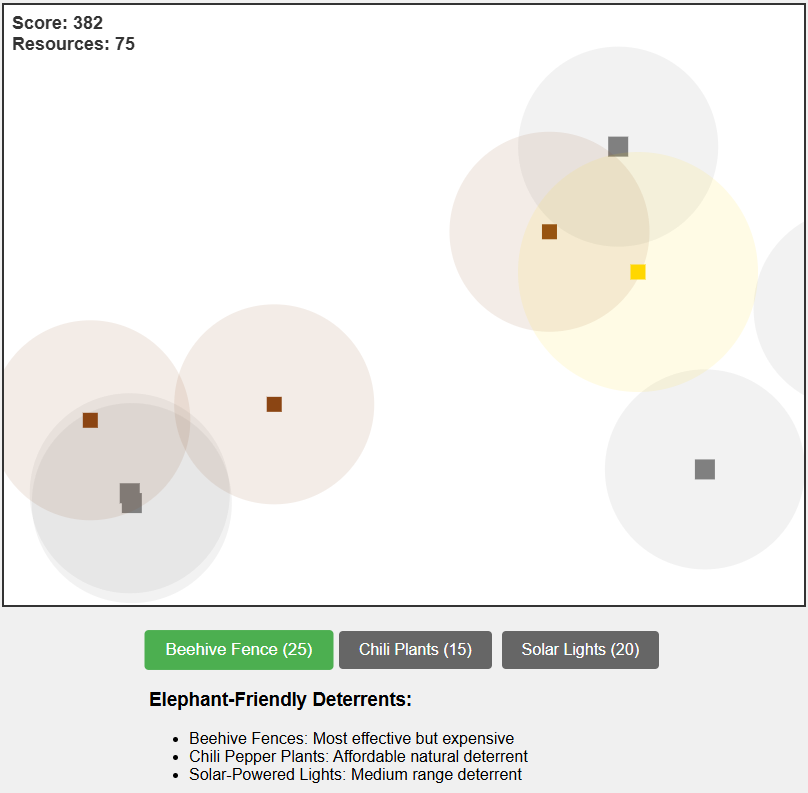 Score: 382
Resources: 75
Beehive Fence (25) Chili Plants (15) Solar Lights (20)
Elephant-Friendly Deterrents:
Beehive Fences: Most effective but expensive
Chili Pepper Plants: Affordable natural deterrent
Solar-Powered Lights: Medium range deterrent